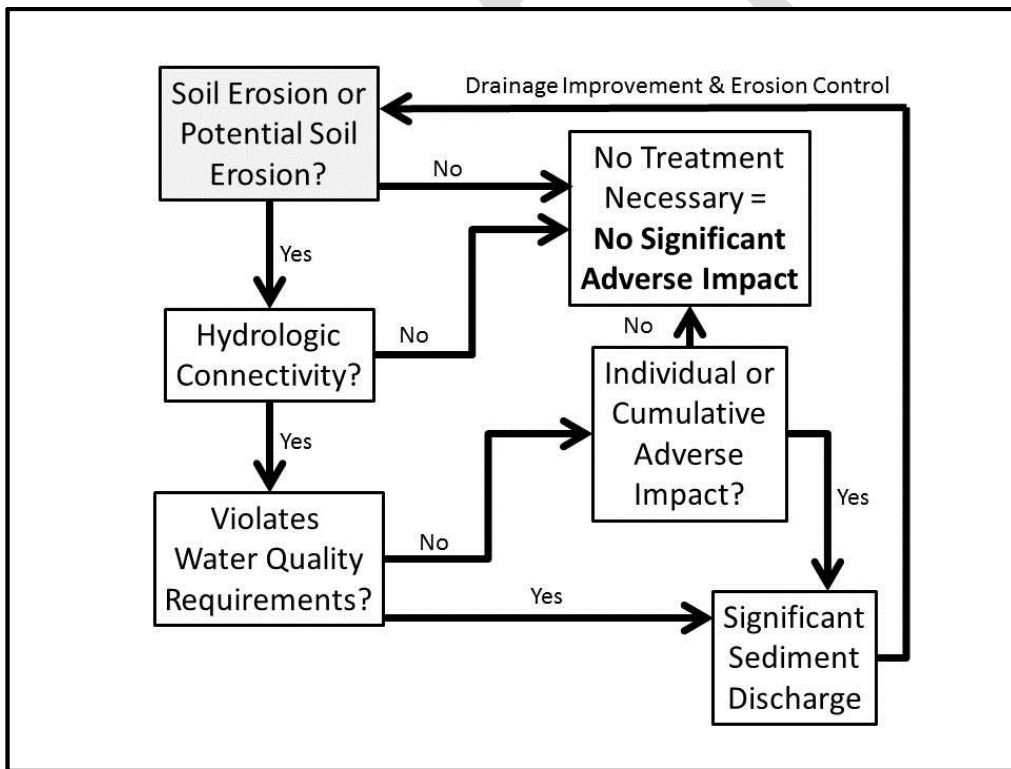 Drainage Improvement & Erosion Control
Soil Erosion or
Potential Soil
Erosion?
No
No Treatment
Necessary =
No Significant
Adverse Impact
Yes
Hydrologic
Connectivity?
No
No
Individual or
Cumulative
Adverse
Impact?
Yes
Violates
Water Quality
Requirements?
No
Yes
Yes
Significant
Sediment
Discharge